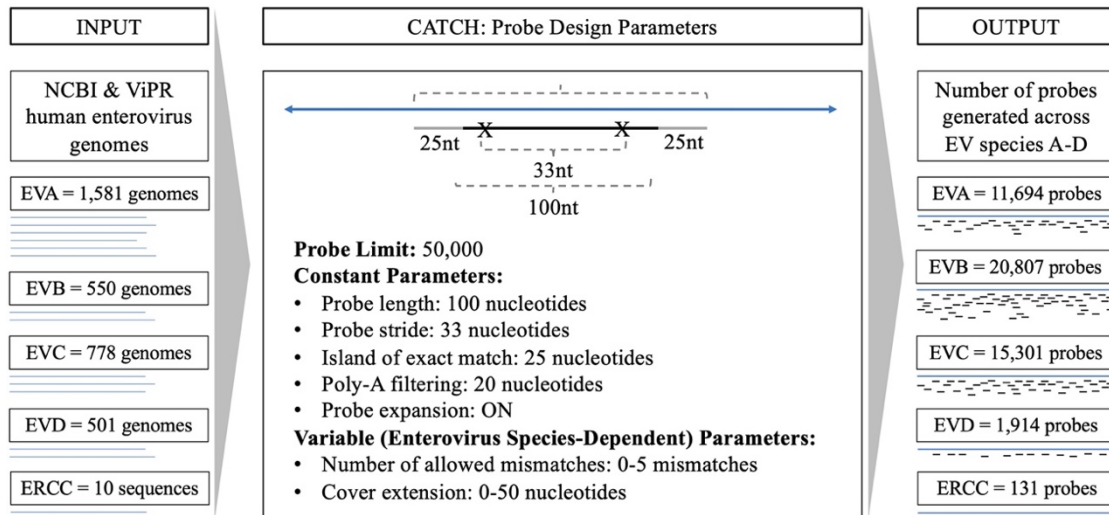 INPUT
NCBI & ViPR
human enterovirus
genomes
EVA = 1,581 genomes
EVB = 550 genomes
EVC = 778 genomes
EVD = 501 genomes
ERCC = 10 sequences
CATCH: Probe Design Parameters
X X
25nt 25nt
33nt
100nt
Probe Limit: 50,000
Constant Parameters:
• Probe length: 100 nucleotides
• Probe stride: 33 nucleotides
• Island of exact match: 25 nucleotides
• Poly-A filtering: 20 nucleotides
• Probe expansion: ON
Variable (Enterovirus Species-Dependent) Parameters:
• Number of allowed mismatches: 0-5 mismatches
• Cover extension: 0-50 nucleotides
OUTPUT
Number of probes
generated across
EV species A-D
EVA = 11,694 probes
EVB = 20,807 probes
EVC = 15,301 probes
EVD = 1,914 probes
ERCC = 131 probes